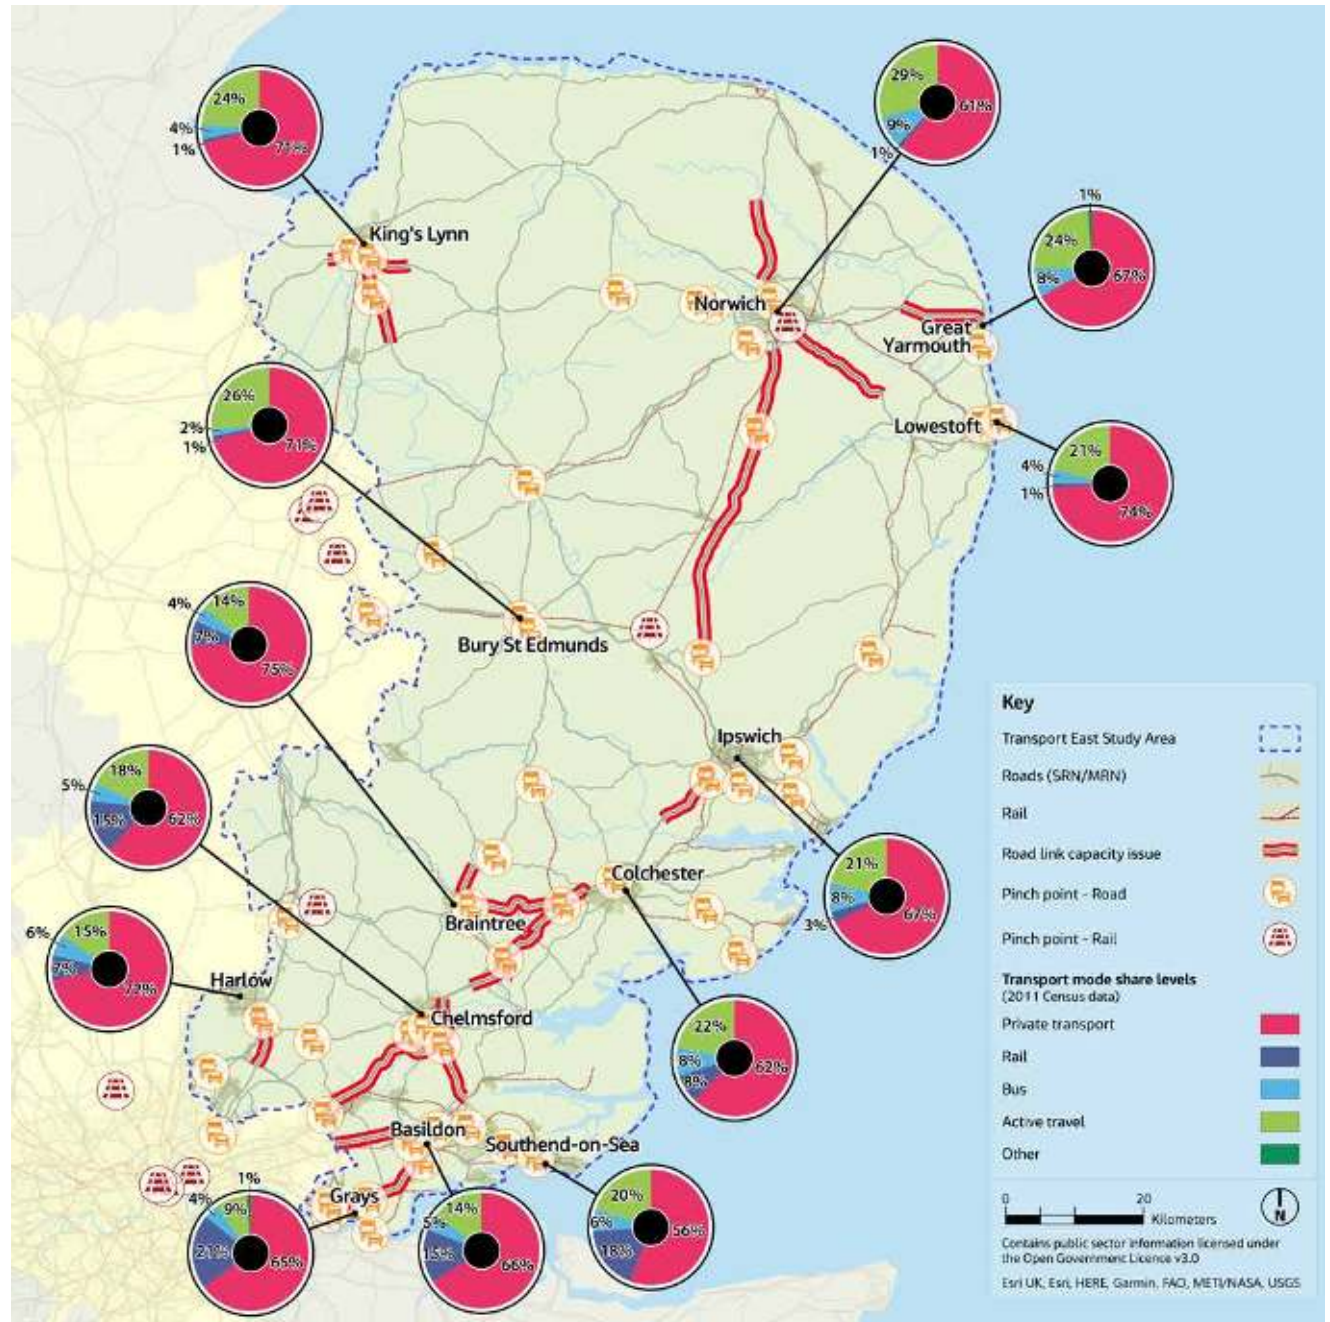 24%
4%
1%
71%
King's Lynn
29%
61%
9%
1%
Norwich
1%
24%
67%
8%
Great
Yarmouth
Lowestoft
21%
4%
1%
74%
26%
2%
1%
71%
Bury St Edmunds
4%
14%
7%
75%
Braintree
18%
5%
15%
62%
Chelmsford
15%
6%
7%
72%
Harlow
Ipswich
21%
8%
3%
67%
Colchester
22%
8%
8%
62%
Basildon
14%
5%
15%
66%
Southend-on-Sea
20%
6%
18%
56%
Grays
1%
4%
9%
21%
65%
Key
Transport East Study Area
Roads (SRN/MRN)
Rail
Road link capacity issue
Pinch point - Road
Pinch point - Rail
Transport mode share levels
(2011 Census data)
Private transport
Rail
Bus
Active travel
Other
0 20
Kilometers
N
Contains public sector information licensed under
the Open Government Licence v3.0
Esri UK, Esri, HERE, Garmin, FAO, METI/NASA, USGS